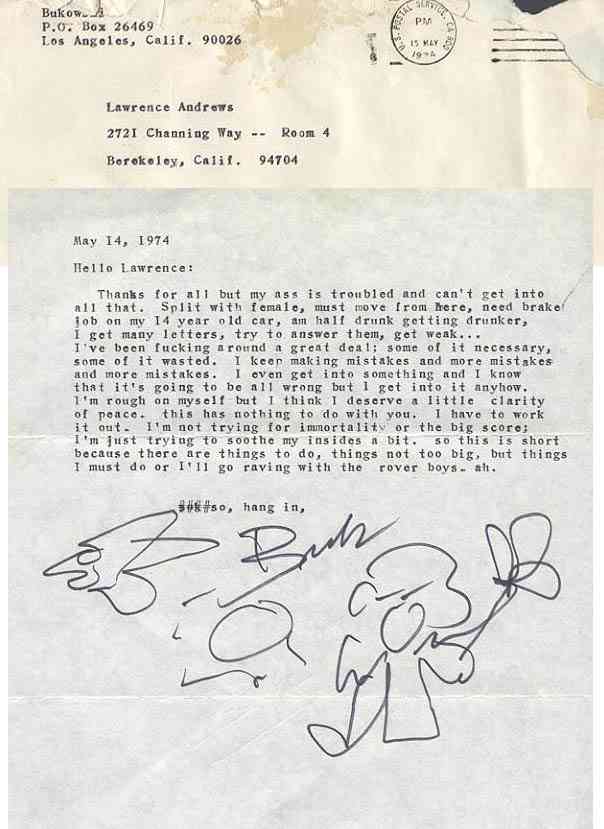 P.O. Box 26469
Los Angeles, Calif. 90026
U.S. POSTAL SERVICE, CA
PM
15 MAY
Lawrence Andrews
272I Channing Way -- Room 4
Berekeley, Calif. 94704
May I4, I974
Hello Lawrence:
Thanks for all but my ass is troubled and can't get into
all that. Split with female, must move from here, need brake
job on my I4 year old car, am half drunk getting drunker,
I get many letters, try to answer them, get weak...
I've been fucking around a great deal; some of it necessary,
some of it wasted. I keep making mistakes and more mistakes
and more mistakes. I even get into something and I know
that it's going to be all wrong but I get into it anyhow.
I'm rough on myself but I think I deserve a little clarity
of peace. this has nothing to do with you. I have to work
it out. I'm not trying for immortality or the big score;
I'm just trying to soothe my insides a bit. so this is short
because there are things to do, things not too big, but things
I must do or I'll go raving with the rover boys. ah.
so, hang in,
Buk